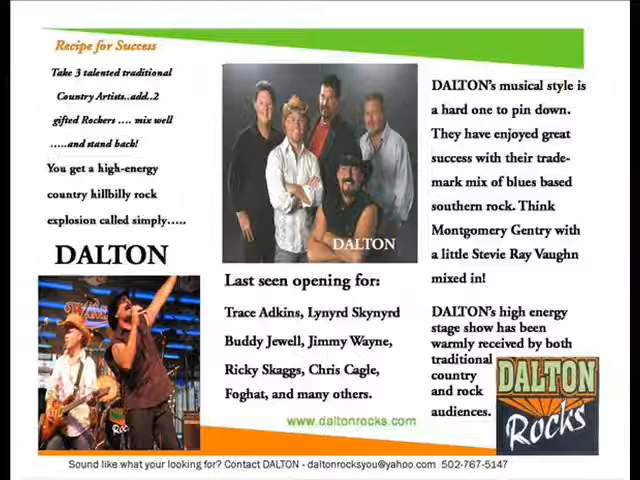 Recipe for Success
Take 3 talented traditional
Country Artists..add..2
gifted Rockers .... mix well
.....and stand back!
You get a high-energy
country hillbilly rock
explosion called simply.....
DALTON
DALTON
Last seen opening for:
Trace Adkins, Lynyrd Skynyrd
Buddy Jewell, Jimmy Wayne,
Ricky Skaggs, Chris Cagle,
Foghat, and many others.
www.daltonrocks.com
DALTON's musical style is
a hard one to pin down.
They have enjoyed great
success with their trade-
mark mix of blues based
southern rock. Think
Montgomery Gentry with
a little Stevie Ray Vaughn
mixed in!
DALTON's high energy
stage show has been
warmly received by both
traditional
country
and rock
audiences.
DALTON
Rocks
Sound like what your looking for? Contact DALTON - daltonrocksyou@yahoo.com 502-767-5147